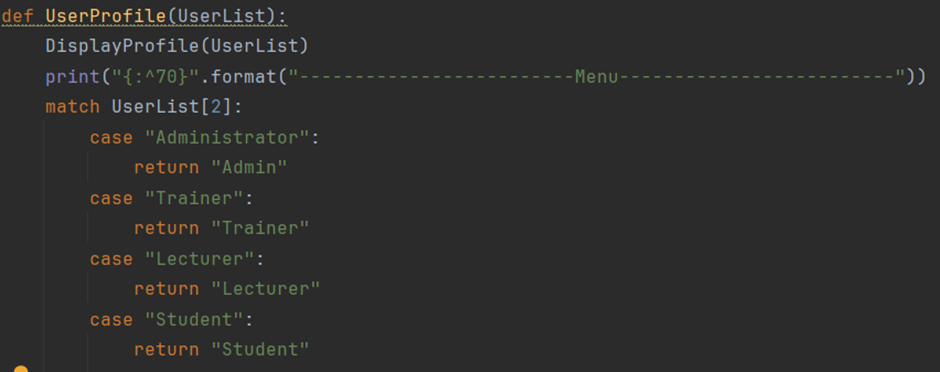 def UserProfile(UserList):
    DisplayProfile(UserList)
    print("{:^70}".format("-------------------------Menu-------------------------"))
    match UserList[2]:
        case "Administrator":
            return "Admin"
        case "Trainer":
            return "Trainer"
        case "Lecturer":
            return "Lecturer"
        case "Student":
            return "Student"